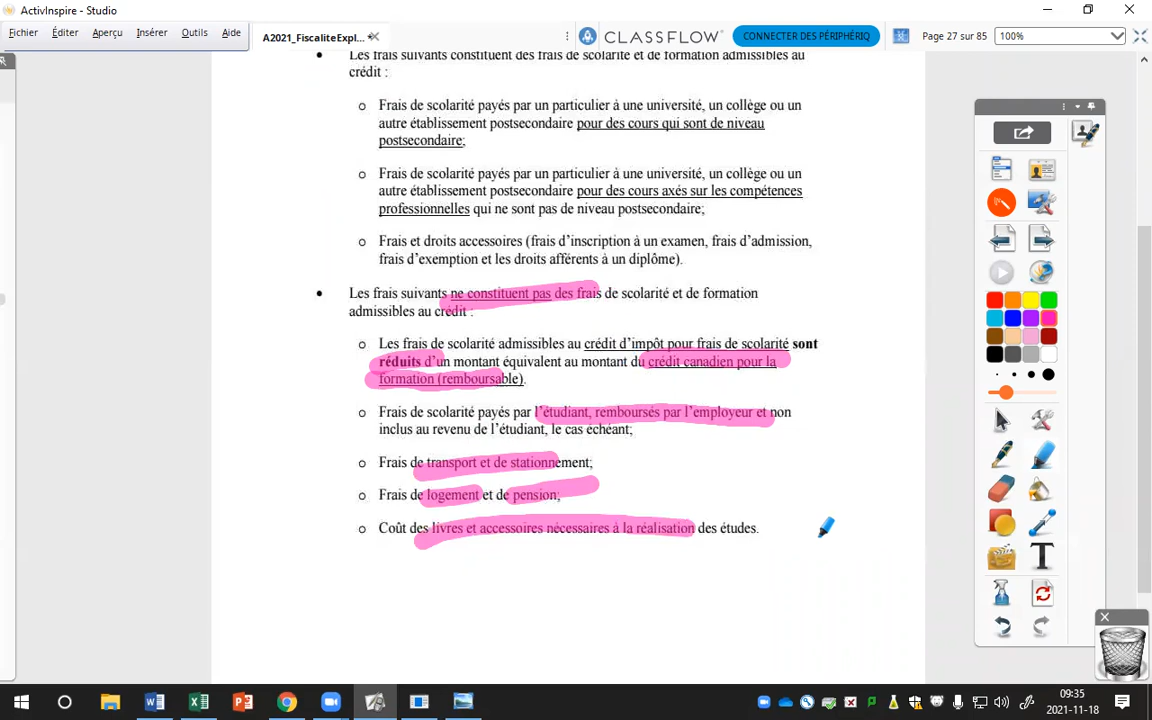 ActivInspire - Studio
Fichier Éditer Aperçu Insérer Outils Aide
A2021_FiscaliteExpl...
CLASSFLOW
CONNECTER DES PÉRIPHÉRIQ
Page 27 sur 85
100%
Les frais suivants constituent des frais de scolarité et de formation admissibles au
crédit :
o Frais de scolarité payés par un particulier à une université, un collège ou un
autre établissement postsecondaire pour des cours qui sont de niveau
postsecondaire;
o Frais de scolarité payés par un particulier à une université, un collège ou un
autre établissement postsecondaire pour des cours axés sur les compétences
professionnelles qui ne sont pas de niveau postsecondaire;
o Frais et droits accessoires (frais d'inscription à un examen, frais d'admission,
frais d'exemption et les droits afférents à un diplôme).
• Les frais suivants ne constituent pas des frais de scolarité et de formation
admissibles au crédit :
o Les frais de scolarité admissibles au crédit d'impôt pour frais de scolarité sont
réduits d'un montant équivalent au montant du crédit canadien pour la
formation (remboursable).
o Frais de scolarité payés par l'étudiant, remboursés par l'employeur et non
inclus au revenu de l'étudiant, le cas échéant;
o Frais de transport et de stationnement;
o Frais de logement et de pension;
o Coût des livres et accessoires nécessaires à la réalisation des études.
09:35
2021-11-18